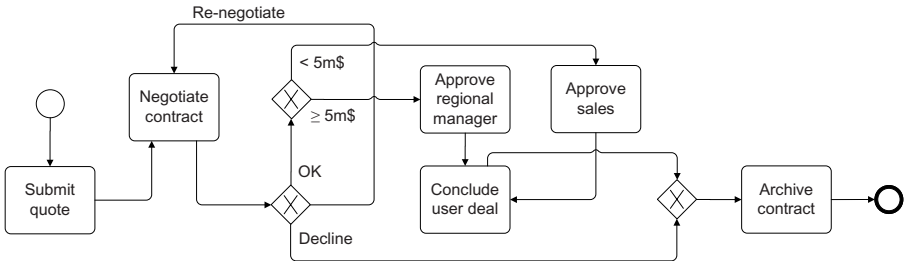 Re-negotiate
< 5m$
Negotiate
contract
Approve
regional
manager
Approve
sales
≥ 5m$
OK
Submit
quote
Conclude
user deal
Archive
contract
Decline